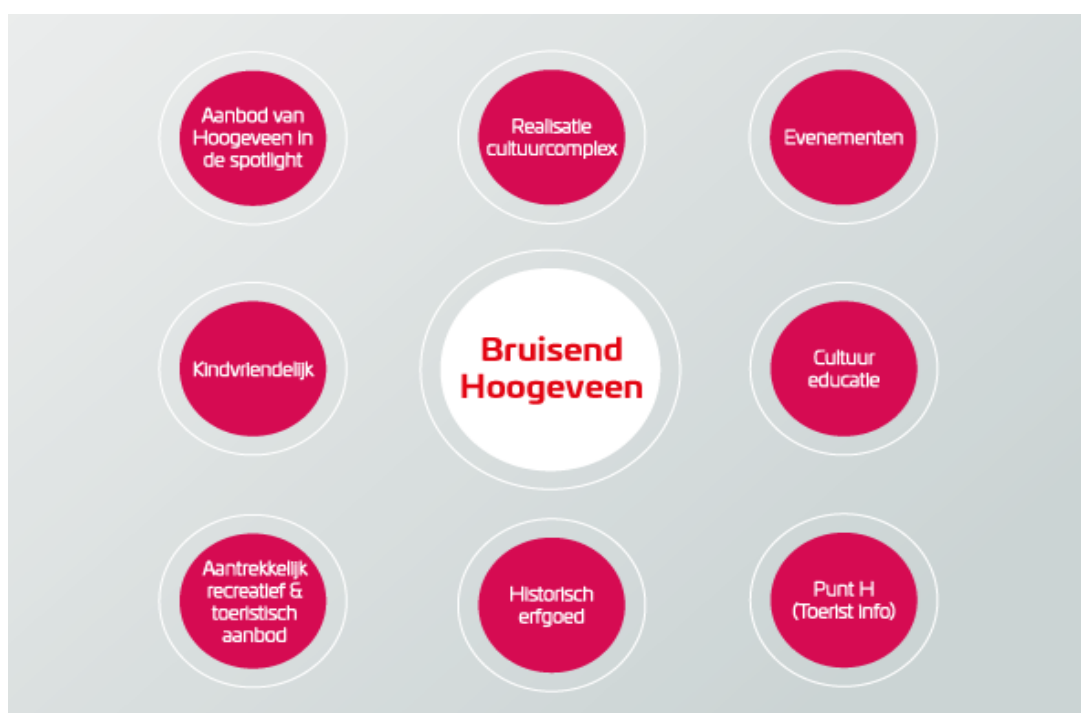 Aanbod van
Hoogeveen in
de spotlight
Realisatie
cultuurcomplex
Evenementen
Kindvriendelijk
Bruisend
Hoogeveen
Cultuur
educatie
Aantrekkelijk
recreatief &
toeristisch
aanbod
Historisch
erfgoed
Punt H
(Toerist info)